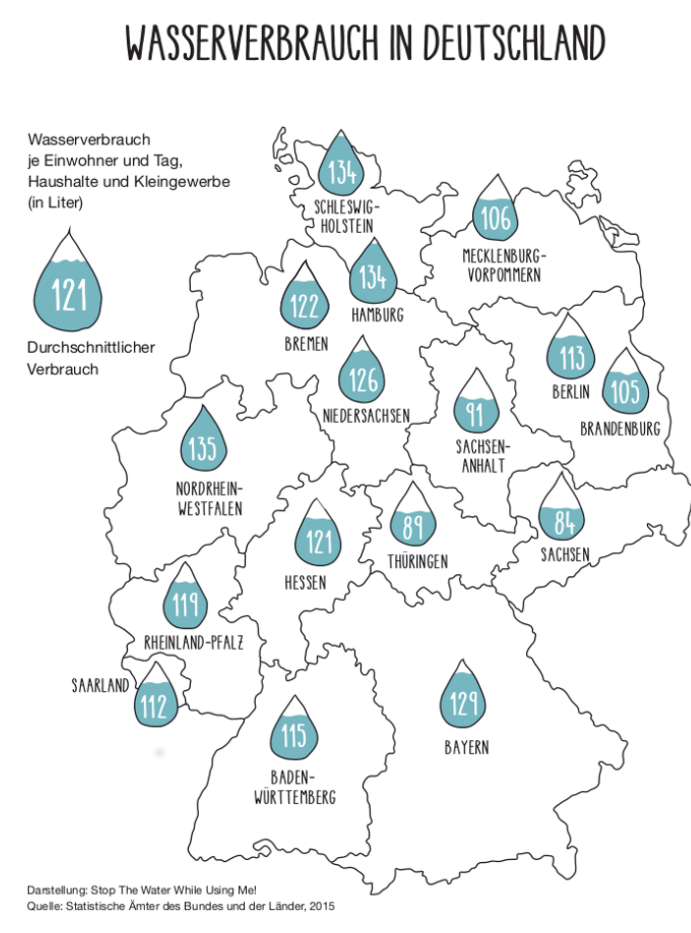 WASSERVERBRAUCH IN DEUTSCHLAND
Wasserverbrauch
je Einwohner und Tag,
Haushalte und Kleingewerbe
(in Liter)
121
Durchschnittlicher
Verbrauch
134
SCHLESWIG-
HOLSTEIN
106
MECKLENBURG-
VORPOMMERN
134
HAMBURG
122
BREMEN
126
NIEDERSACHSEN
113
BERLIN
105
BRANDENBURG
91
SACHSEN-
ANHALT
135
NORDRHEIN-
WESTFALEN
121
HESSEN
89
THÜRINGEN
84
SACHSEN
119
RHEINLAND-PFALZ
SAARLAND
112
115
BADEN-
WÜRTTEMBERG
129
BAYERN
Darstellung: Stop The Water While Using Me!
Quelle: Statistische Ämter des Bundes und der Länder, 2015